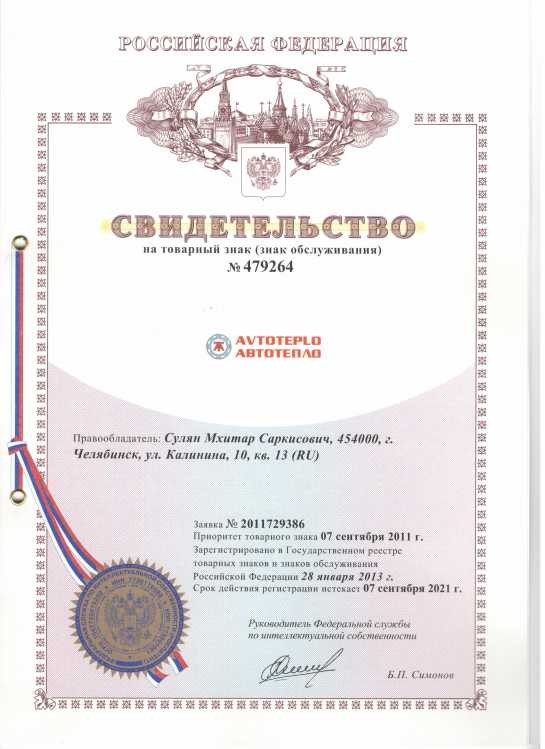 РОССИЙСКАЯ ФЕДЕРАЦИЯ
СВИДЕТЕЛЬСТВО
на товарный знак (знак обслуживания)
№ 479264
AVTOTEPLO
АВТОТЕПЛО
Правообладатель: Сулян Мхитар Саркисович, 454000, г.
Челябинск, ул. Калинина, 10, кв. 13 (RU)
Заявка № 2011729386
Приоритет товарного знака 07 сентября 2011 г.
Зарегистрировано в Государственном реестре
товарных знаков и знаков обслуживания
Российской Федерации 28 января 2013 г.
Срок действия регистрации истекает 07 сентября 2021 г.
Руководитель Федеральной службы
по интеллектуальной собственности
Б.П. Симонов